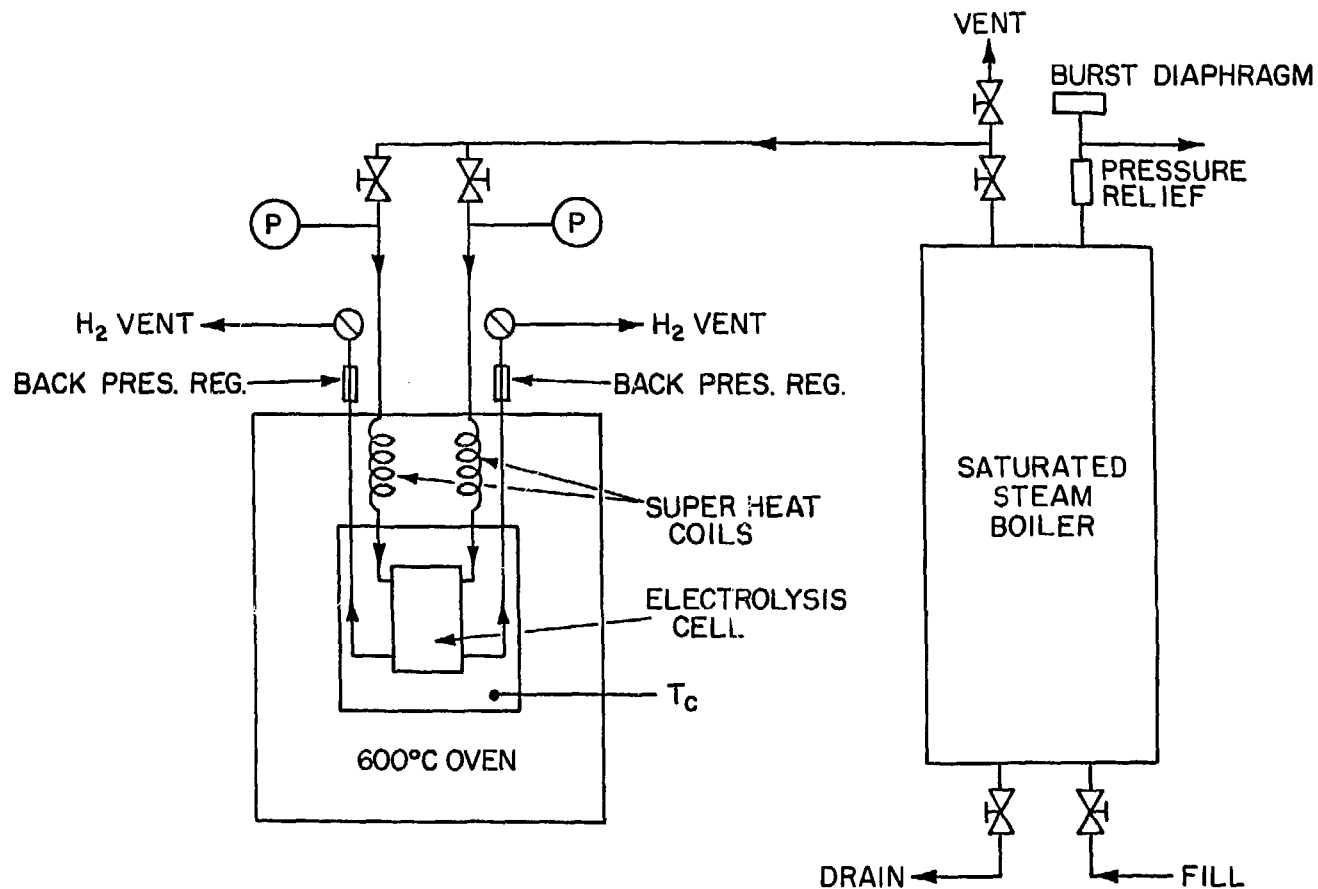 VENT
BURST DIAPHRAGM
PRESSURE
RELIEF
P
P
H₂ VENT
H₂ VENT
BACK PRES. REG.
BACK PRES. REG.
SATURATED
STEAM
BOILER
SUPER HEAT
COILS
ELECTROLYSIS
CELL
T_C
600°C OVEN
DRAIN
FILL